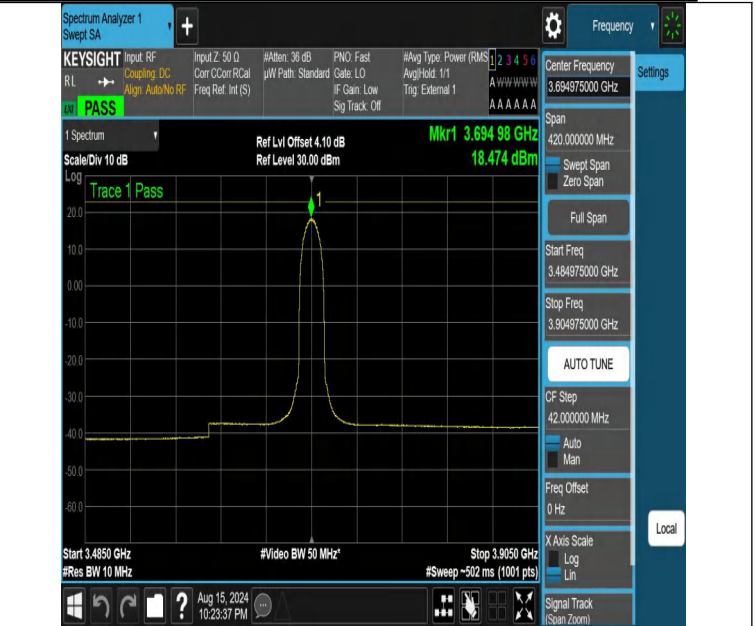 Spectrum Analyzer 1
Swept SA
+
Frequency
KEYSIGHT
RL
PASS
Input: RF
Coupling: DC
Align: Auto/No RF
Input Z: 50 Ω
Corr CCorr RCal
Freq Ref: Int (S)
#Atten: 36 dB
µW Path: Standard
PNO: Fast
Gate: LO
IF Gain: Low
Sig Track: Off
#Avg Type: Power (RMS
Avg|Hold: 1/1
Trig: External 1
1 2 3 4 5 6
A W W W W W
A A A A A A
Settings
1 Spectrum
Scale/Div 10 dB
Ref Lvl Offset 4.10 dB
Ref Level 30.00 dBm
Mkr1 3.694 98 GHz
18.474 dBm
Log
Trace 1 Pass
1
20.0
10.0
0.00
-10.0
-20.0
-30.0
-40.0
-50.0
-60.0
Start 3.4850 GHz
#Res BW 10 MHz
#Video BW 50 MHz*
Stop 3.9050 GHz
#Sweep ~502 ms (1001 pts)
Center Frequency
3.694975000 GHz
Span
420.000000 MHz
Swept Span
Zero Span
Full Span
Start Freq
3.484975000 GHz
Stop Freq
3.904975000 GHz
AUTO TUNE
CF Step
42.000000 MHz
Auto
Man
Freq Offset
0 Hz
X Axis Scale
Log
Lin
Signal Track
(Span Zoom)
Local
?
Aug 15, 2024
10:23:37 PM